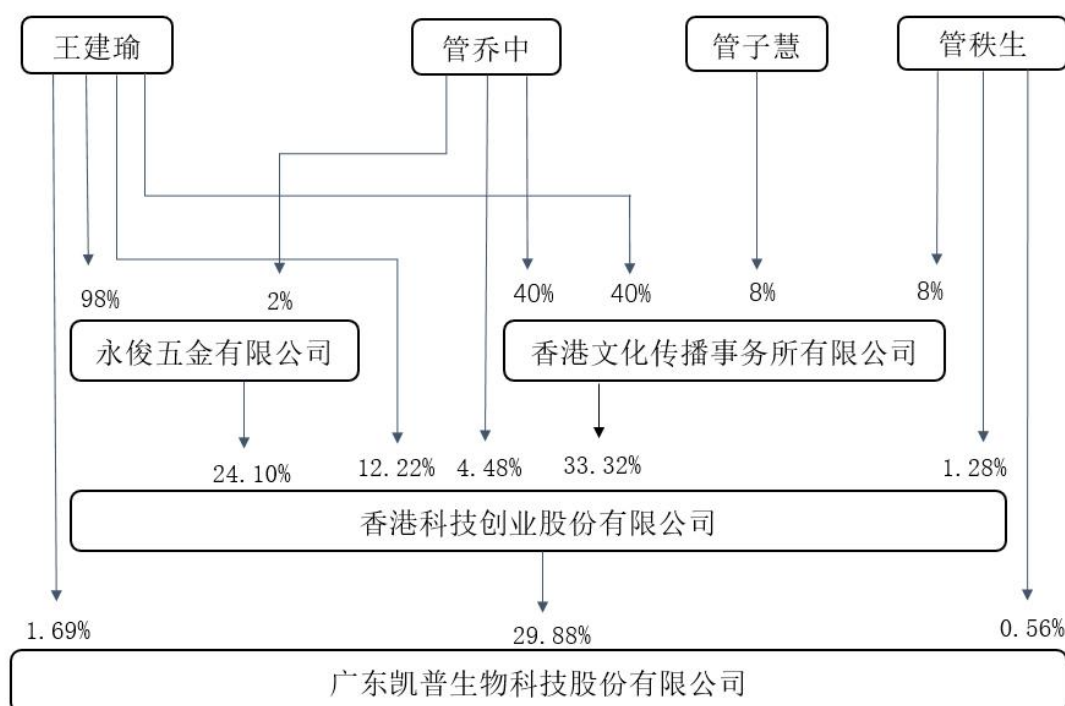 王建瑜
管乔中
管子慧
管秩生
98%
2%
40%
40%
8%
8%
永俊五金有限公司
香港文化传播事务所有限公司
24.10%
12.22%
4.48%
33.32%
1.28%
香港科技创业股份有限公司
1.69%
29.88%
0.56%
广东凯普生物科技股份有限公司